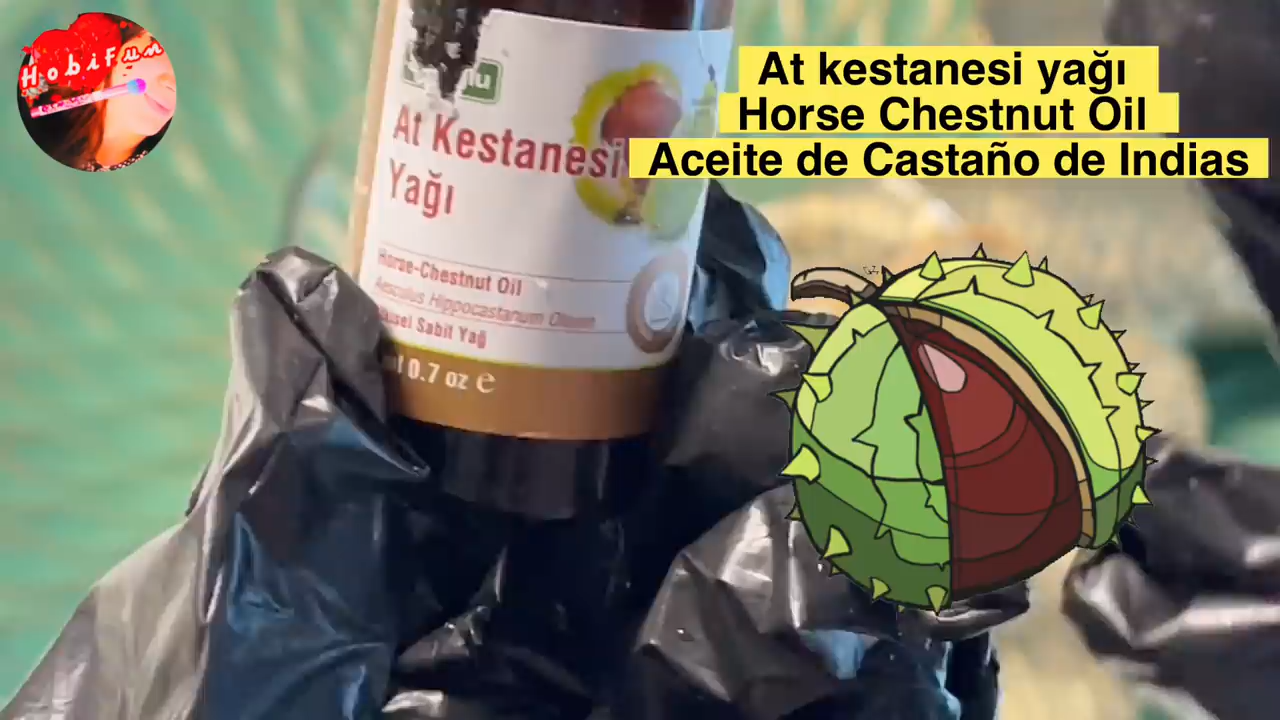 HobiFun
At kestanesi yağı
Horse Chestnut Oil
Aceite de Castaño de Indias
At Kestanesi
Yağı
Horse-Chestnut Oil
Aesculus Hippocastanum
Sabit Yağ
0.7 oz e